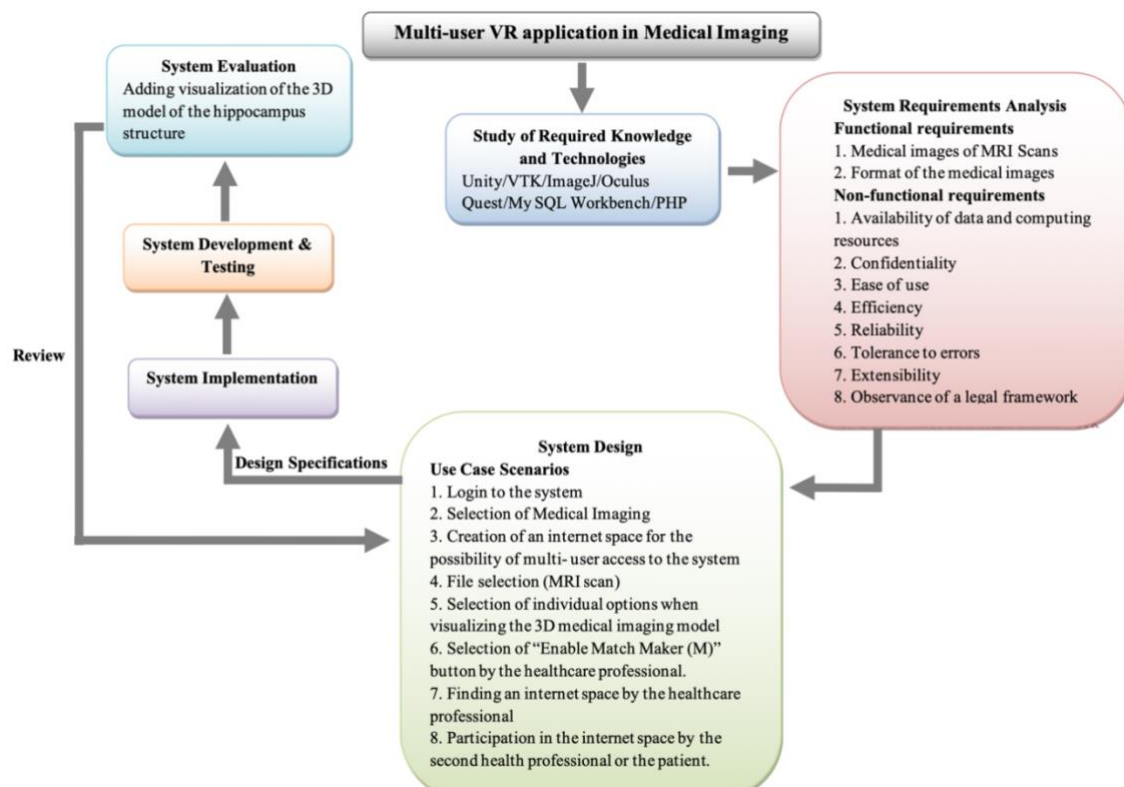 Multi-user VR application in Medical Imaging
System Evaluation
Adding visualization of the 3D
model of the hippocampus
structure
Study of Required Knowledge
and Technologies
Unity/VTK/ImageJ/Oculus
Quest/My SQL Workbench/PHP
System Requirements Analysis
Functional requirements
1. Medical images of MRI Scans
2. Format of the medical images
Non-functional requirements
1. Availability of data and computing
resources
2. Confidentiality
3. Ease of use
4. Efficiency
5. Reliability
6. Tolerance to errors
7. Extensibility
8. Observance of a legal framework
System Development &
Testing
Review
System Implementation
Design Specifications
System Design
Use Case Scenarios
1. Login to the system
2. Selection of Medical Imaging
3. Creation of an internet space for the
possibility of multi- user access to the system
4. File selection (MRI scan)
5. Selection of individual options when
visualizing the 3D medical imaging model
6. Selection of “Enable Match Maker (M)”
button by the healthcare professional.
7. Finding an internet space by the healthcare
professional
8. Participation in the internet space by the
second health professional or the patient.